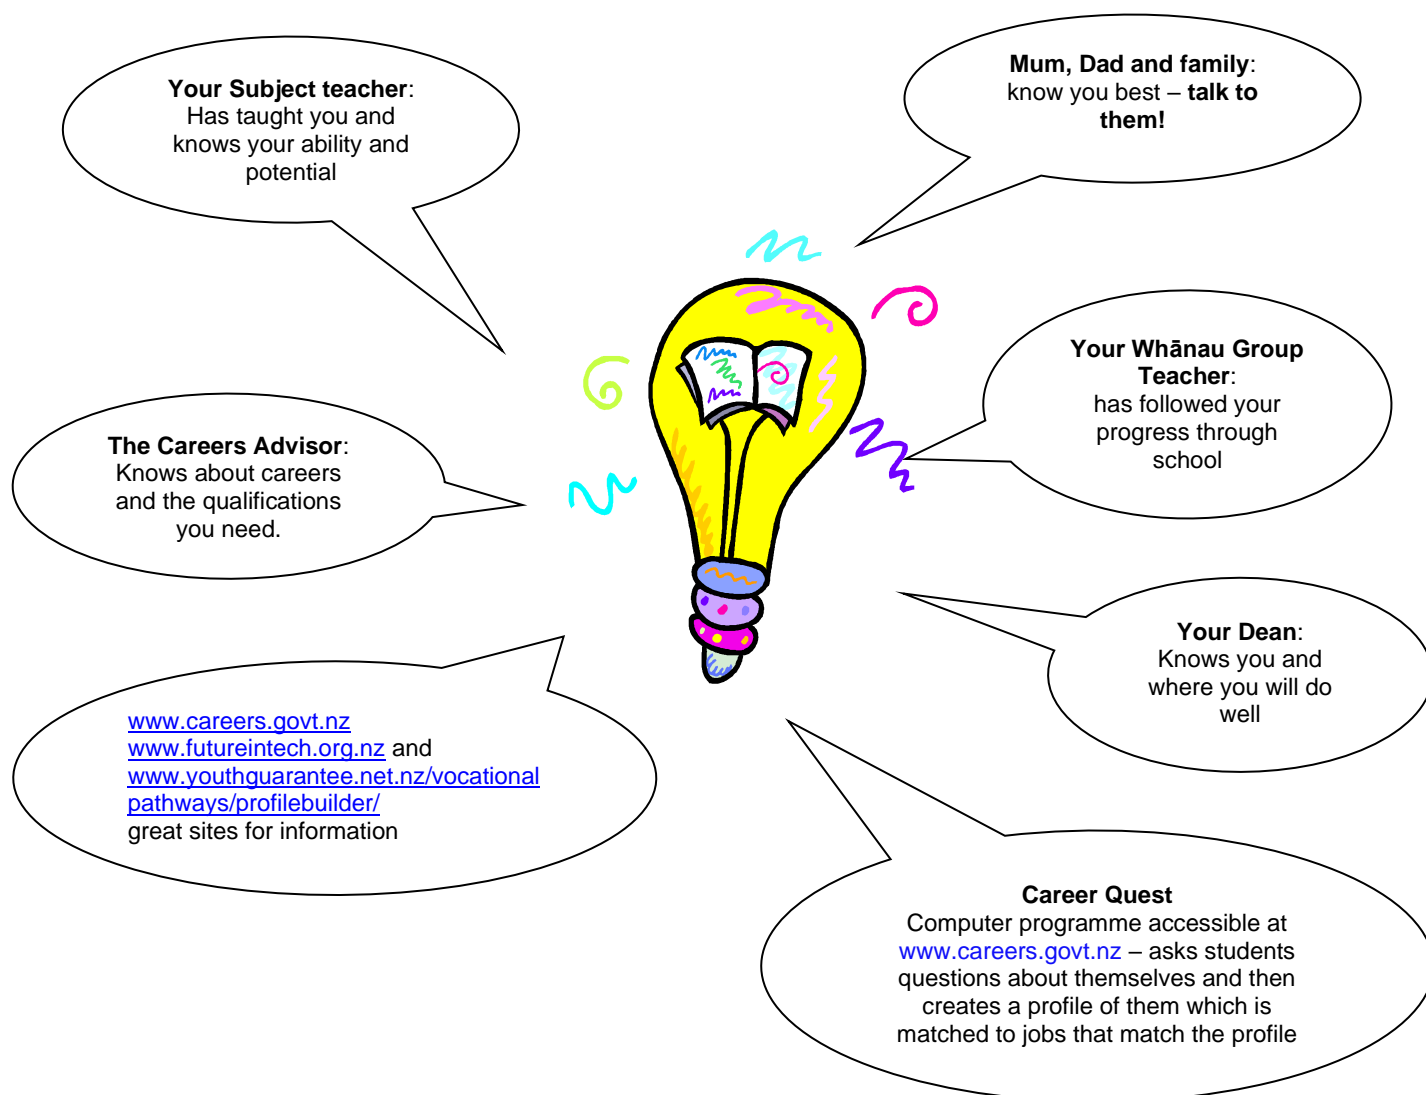 Your Subject teacher:
Has taught you and
knows your ability and
potential
Mum, Dad and family:
know you best – talk to
them!
Your Whānau Group
Teacher:
has followed your
progress through
school
The Careers Advisor:
Knows about careers
and the qualifications
you need.
Your Dean:
Knows you and
where you will do
well
www.careers.govt.nz
www.futureintech.org.nz and
www.youthguarantee.net.nz/vocational
pathways/profilebuilder/
great sites for information
Career Quest
Computer programme accessible at
www.careers.govt.nz – asks students
questions about themselves and then
creates a profile of them which is
matched to jobs that match the profile